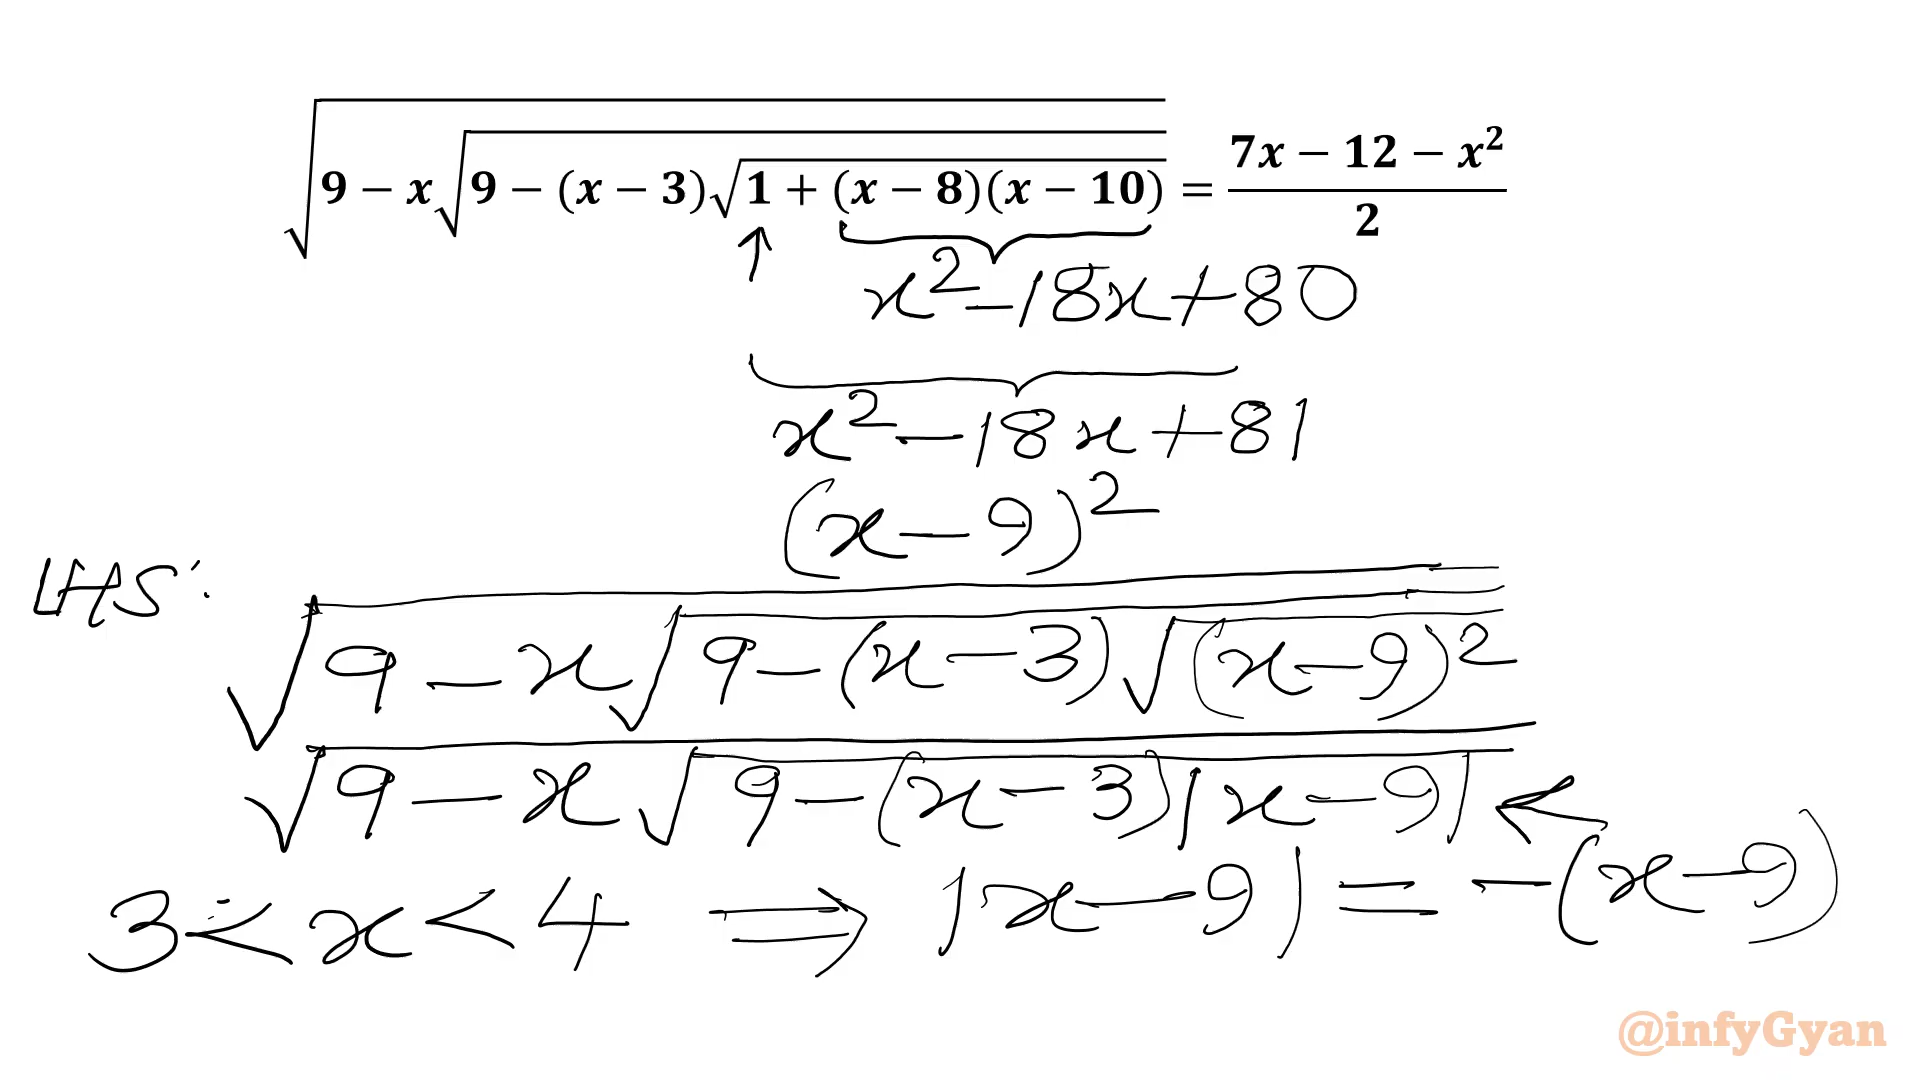 √(9 − x√(9 − (x − 3)√(1 + (x − 8)(x − 10)))) = (7x − 12 − x²)/2
x² − 18x + 80
x² − 18x + 81
(x − 9)²
LHS:
√(9 − x√(9 − (x − 3)√((x − 9)²)))
√(9 − x√(9 − (x − 3)|x − 9|))
3 < x < 4 ⇒ |x − 9| = −(x − 9)
@infyGyan